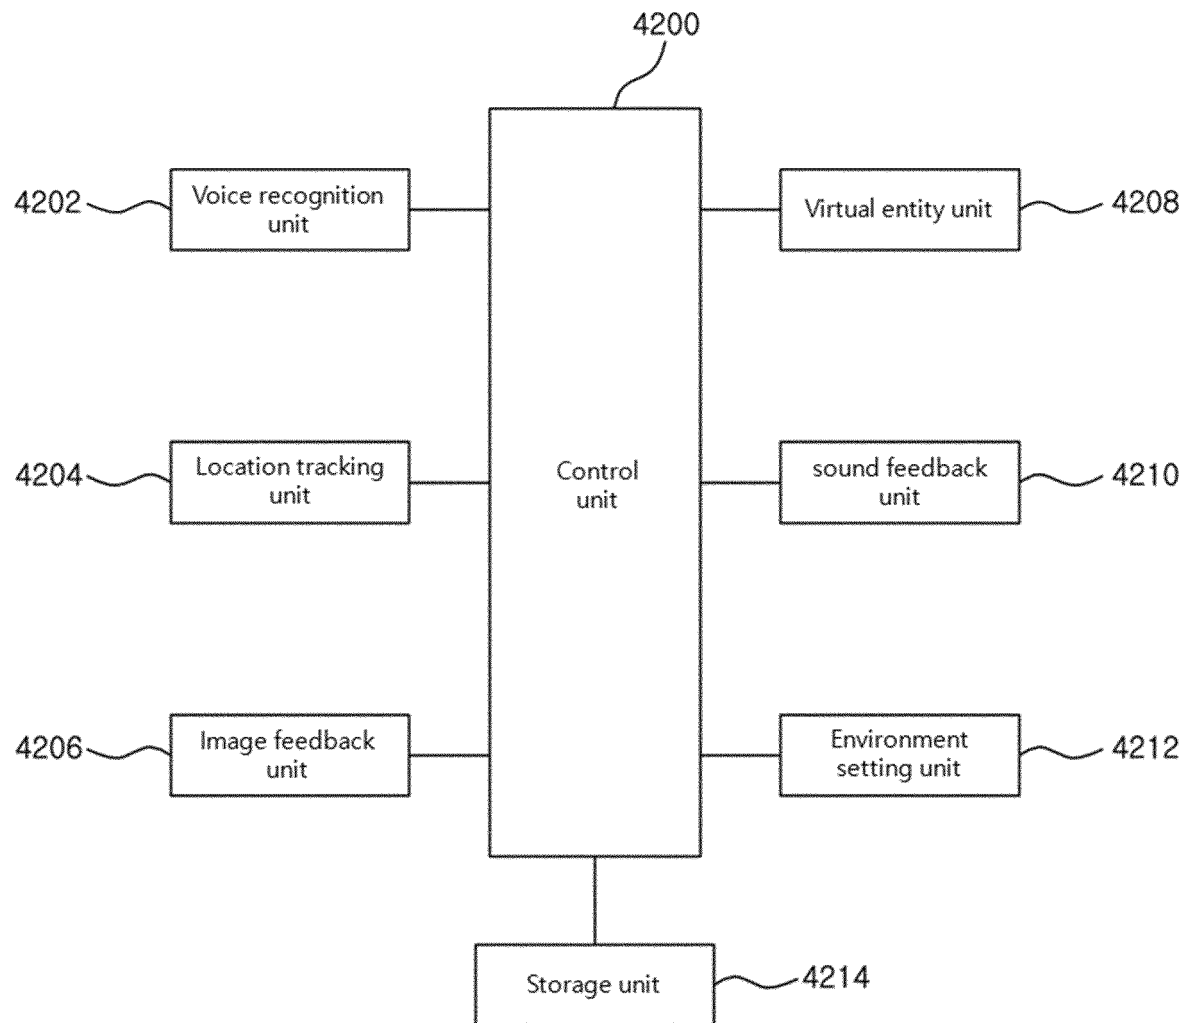 4200
4202
Voice recognition
unit
Virtual entity unit
4208
4204
Location tracking
unit
Control
unit
sound feedback
unit
4210
4206
Image feedback
unit
Environment
setting unit
4212
Storage unit
4214